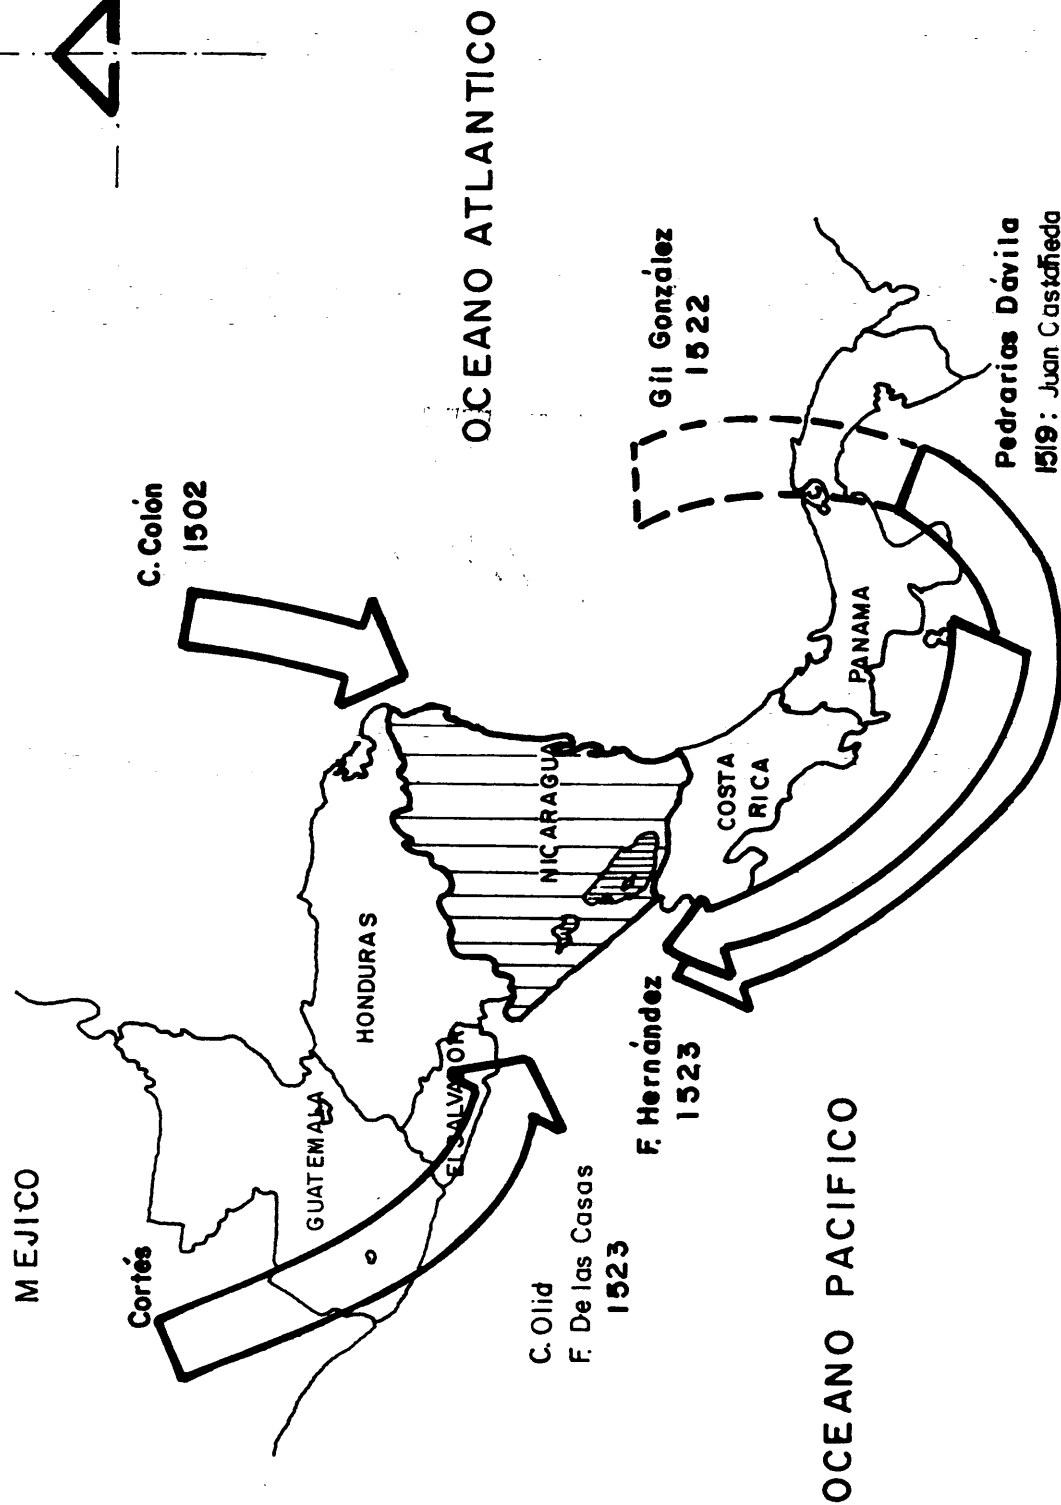 MEJICO
Cortés
C. Colón
1502
OCEANO ATLANTICO
GUATEMALA
HONDURAS
EL SALVADOR
NICARAGUA
C. Olid
F. De las Casas
1523
F. Hernández
1523
COSTA
RICA
PANAMA
Gil González
1522
OCEANO PACIFICO
Pedrarias Dávila
1519: Juan Castañeda